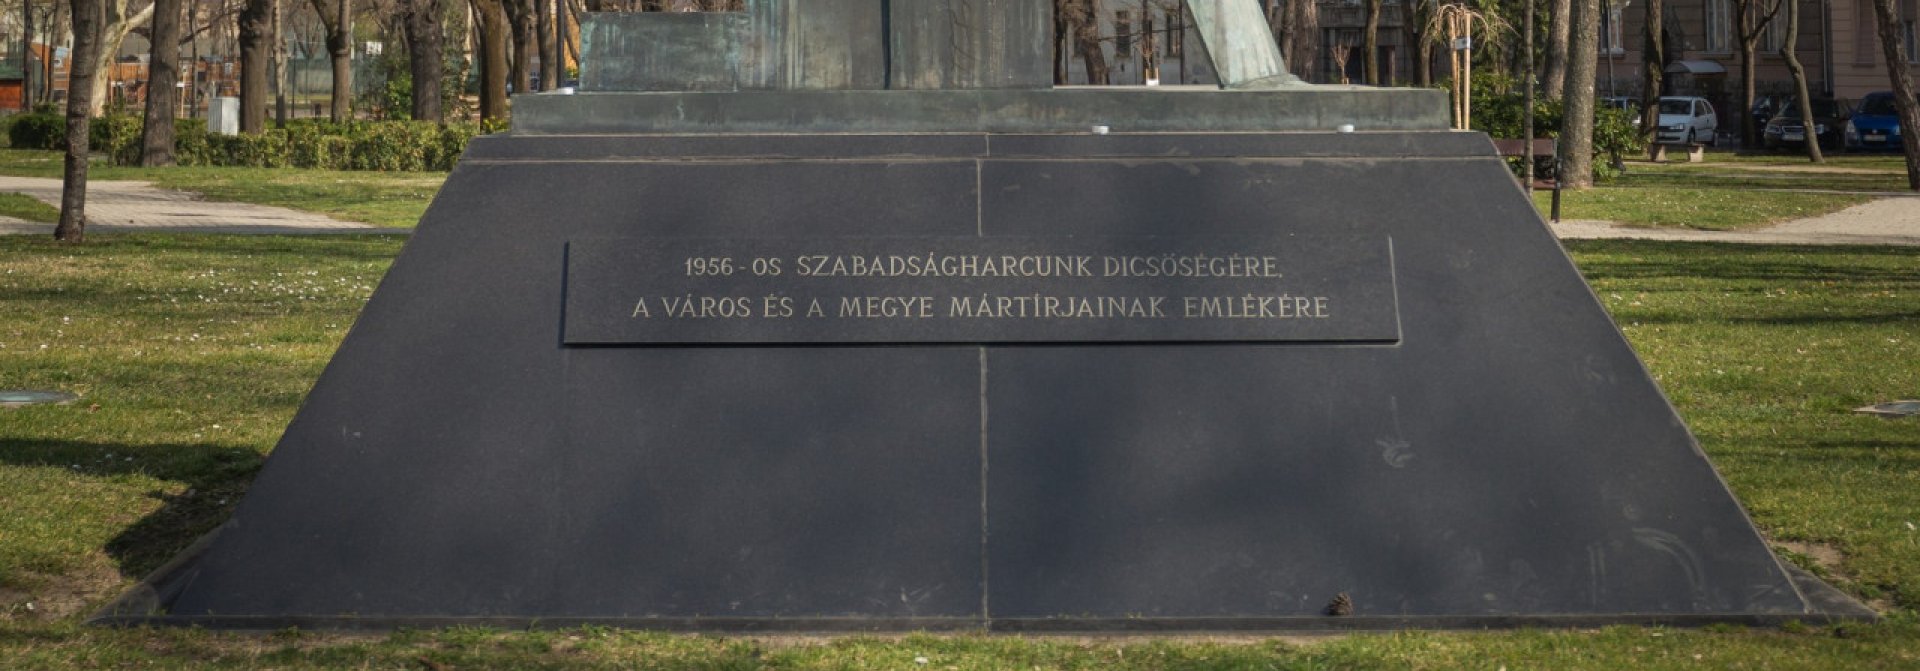 1956-OS SZABADSÁGHARCUNK DICSŐSÉGÉRE,
A VÁROS ÉS A MEGYE MÁRTÍRJAINAK EMLÉKÉRE